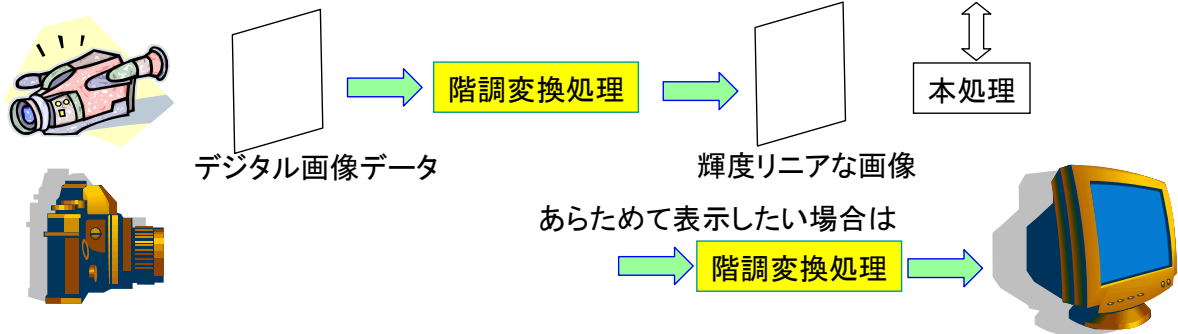 階調変換処理
本処理
デジタル画像データ
輝度リニアな画像
あらためて表示したい場合は
階調変換処理